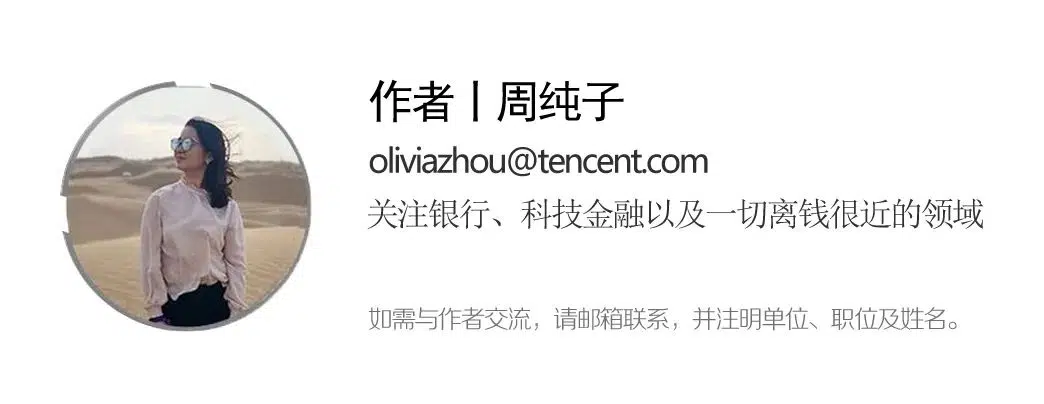 作者丨周纯子
oliviazhou@tencent.com
关注银行、科技金融以及一切离钱很近的领域
如需与作者交流，请邮箱联系，并注明单位、职位及姓名。